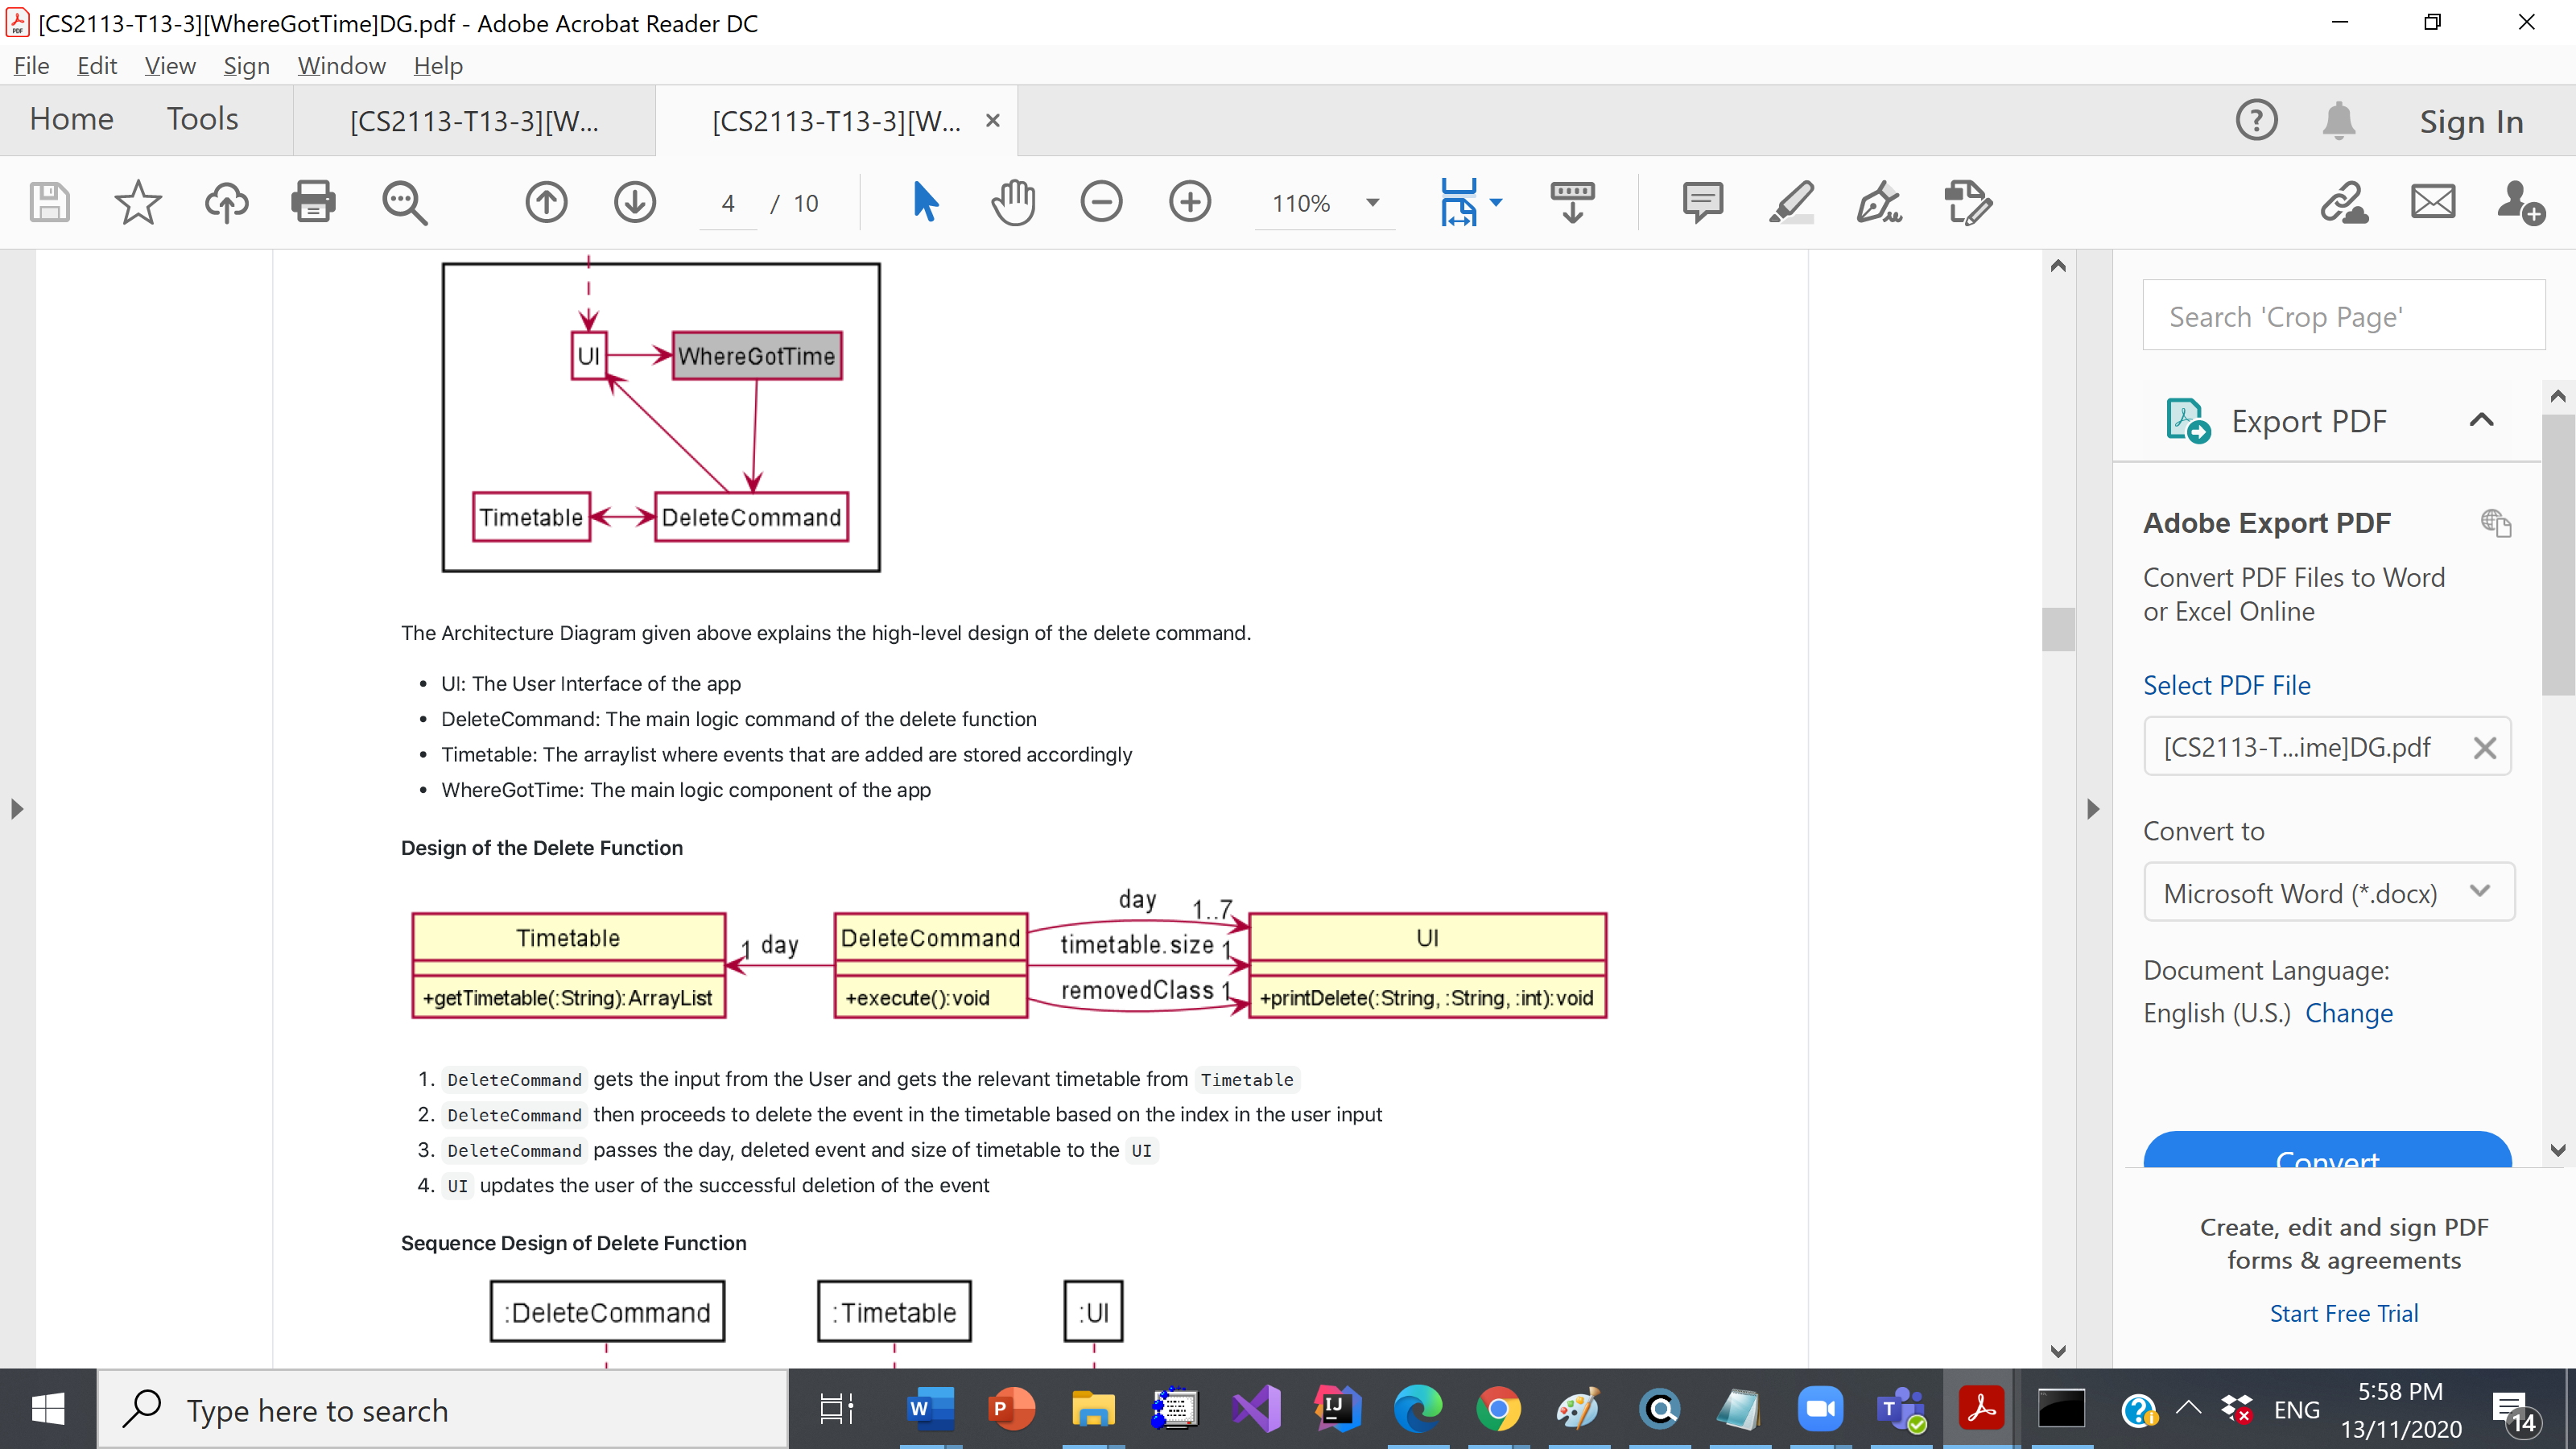 [CS2113-T13-3][WhereGotTime]DG.pdf - Adobe Acrobat Reader DC
File Edit View Sign Window Help
Home Tools [CS2113-T13-3][W... [CS2113-T13-3][W... Sign In
4 / 10 110%
UI WhereGotTime
Timetable DeleteCommand
The Architecture Diagram given above explains the high-level design of the delete command.
• UI: The User Interface of the app
• DeleteCommand: The main logic command of the delete function
• Timetable: The arraylist where events that are added are stored accordingly
• WhereGotTime: The main logic component of the app
Design of the Delete Function
Timetable
+getTimetable(:String):ArrayList
1 day
DeleteCommand
+execute():void
day 1..7
timetable.size 1
removedClass 1
UI
+printDelete(:String, :String, :int):void
1. DeleteCommand gets the input from the User and gets the relevant timetable from Timetable
2. DeleteCommand then proceeds to delete the event in the timetable based on the index in the user input
3. DeleteCommand passes the day, deleted event and size of timetable to the UI
4. UI updates the user of the successful deletion of the event
Sequence Design of Delete Function
:DeleteCommand :Timetable :UI
Search 'Crop Page'
Export PDF
Adobe Export PDF
Convert PDF Files to Word
or Excel Online
Select PDF File
[CS2113-T...ime]DG.pdf
Convert to
Microsoft Word (*.docx)
Document Language:
English (U.S.) Change
Convert
Create, edit and sign PDF
forms & agreements
Start Free Trial
Type here to search
ENG
5:58 PM
13/11/2020
14